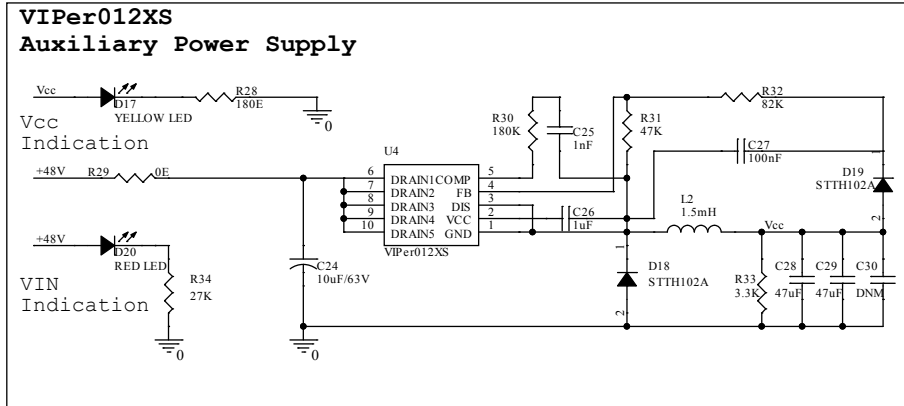 VIPer012XS
Auxiliary Power Supply
Vcc
D17
YELLOW LED
R28
180E
0
Vcc
Indication
+48V
R29
0E
+48V
D20
RED LED
VIN
Indication
R34
27K
0
C24
10uF/63V
0
U4
6 DRAIN1 COMP 5
7 DRAIN2 FB 4
8 DRAIN3 DIS 3
9 DRAIN4 VCC 2
10 DRAIN5 GND 1
VIPer012XS
R30
180K
C25
1nF
R31
47K
R32
82K
C27
100nF
1
D19
STTH102A
2
C26
1uF
L2
1.5mH
Vcc
1
D18
STTH102A
2
R33
3.3K
C28
47uF
C29
47uF
C30
DNM